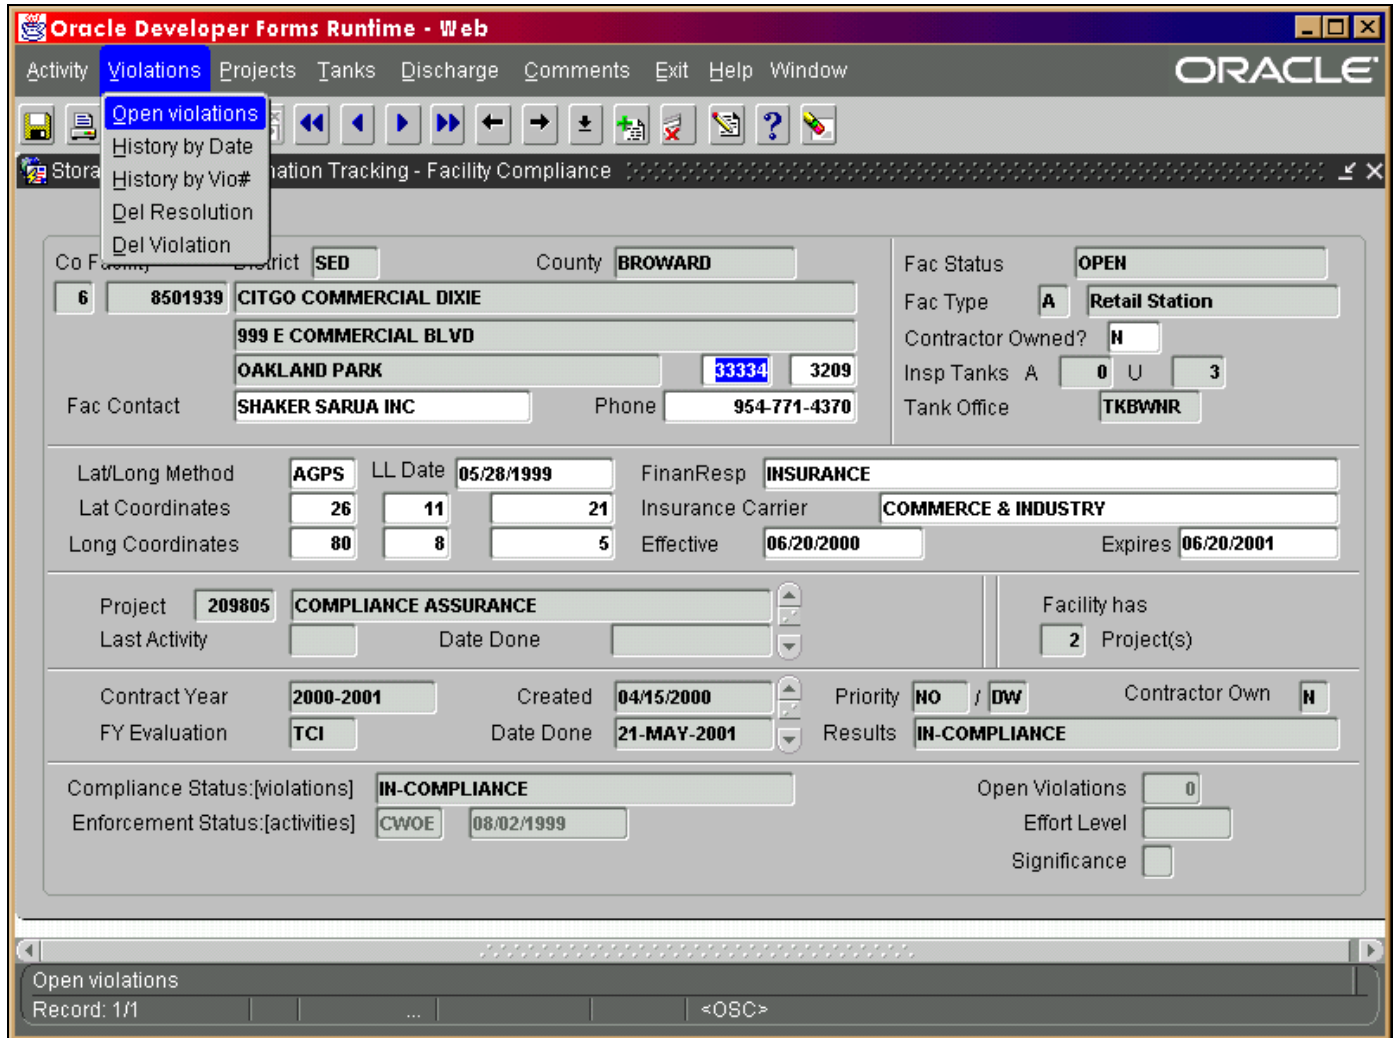 Oracle Developer Forms Runtime - Web
Activity Violations Projects Tanks Discharge Comments Exit Help Window ORACLE
Open violations
History by Date
History by Vio#
Del Resolution
Del Violation
ation Tracking - Facility Compliance
District SED County BROWARD Fac Status OPEN
6 8501939 CITGO COMMERCIAL DIXIE Fac Type A Retail Station
999 E COMMERCIAL BLVD Contractor Owned? N
OAKLAND PARK 33334 3209 Insp Tanks A 0 U 3
Fac Contact SHAKER SARUA INC Phone 954-771-4370 Tank Office TKBWNR
Lat/Long Method AGPS LL Date 05/28/1999 FinanResp INSURANCE
Lat Coordinates 26 11 21 Insurance Carrier COMMERCE & INDUSTRY
Long Coordinates 80 8 5 Effective 06/20/2000 Expires 06/20/2001
Project 209805 COMPLIANCE ASSURANCE Facility has
Last Activity Date Done 2 Project(s)
Contract Year 2000-2001 Created 04/15/2000 Priority NO / DW Contractor Own N
FY Evaluation TCI Date Done 21-MAY-2001 Results IN-COMPLIANCE
Compliance Status:[violations] IN-COMPLIANCE Open Violations 0
Enforcement Status:[activities] CWOE 08/02/1999 Effort Level
Significance
Open violations
Record: 1/1 ... <OSC>